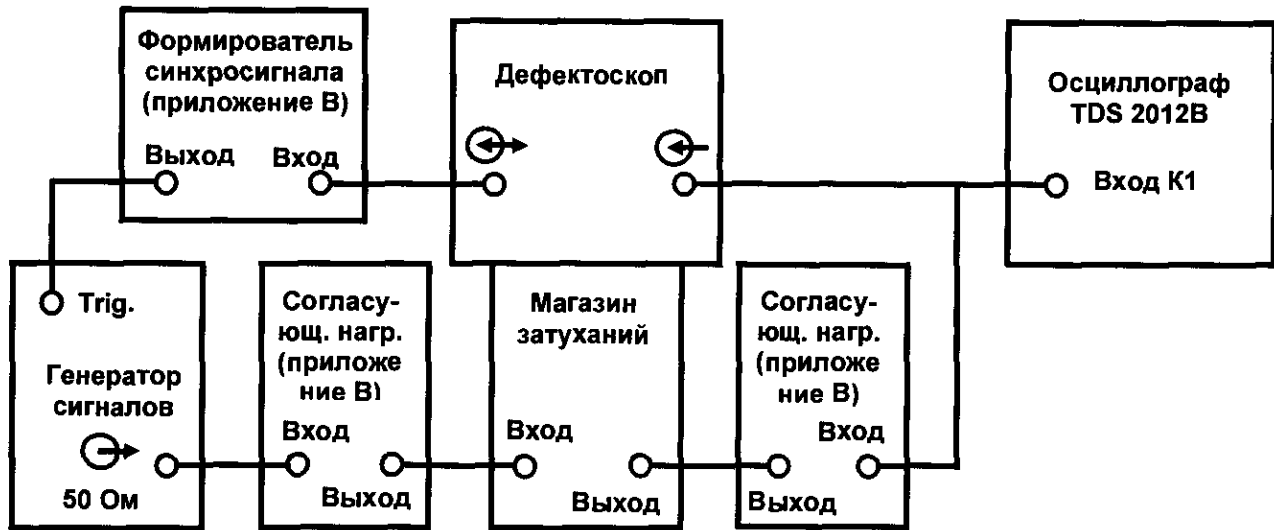 Формирователь
синхросигнала
(приложение В)
Выход
Вход
Дефектоскоп
Осциллограф
TDS 2012B
Вход К1
Trig.
Генератор
сигналов
50 Ом
Согласу-
ющ. нагр.
(приложе
ние В)
Вход
Выход
Магазин
затуханий
Вход
Выход
Согласу-
ющ. нагр.
(приложе
ние В)
Вход
Выход